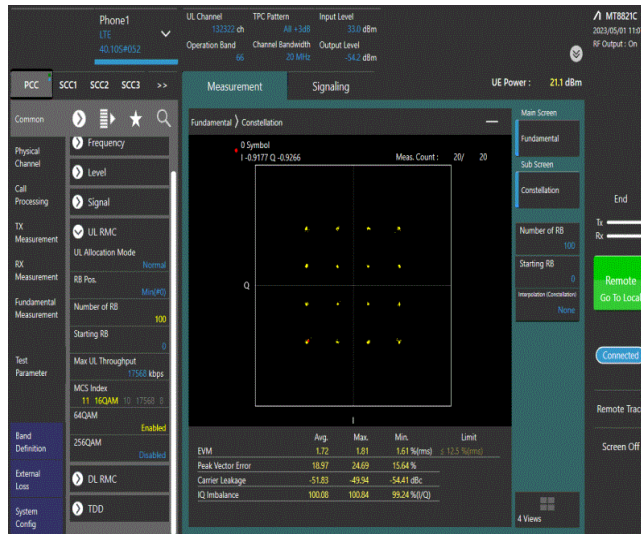 Phone1
LTE
40.10S#052
UL Channel
132322 ch
TPC Pattern
All +3dB
Input Level
33.0 dBm
Operation Band
66
Channel Bandwidth
20 MHz
Output Level
-54.2 dBm
MT8821C
2023/05/01 11:0
RF Output : On
PCC SCC1 SCC2 SCC3 >>
Measurement
Signaling
UE Power : 21.1 dBm
Common
Physical
Channel
Call
Processing
TX
Measurement
RX
Measurement
Fundamental
Measurement
Test
Parameter
Band
Definition
External
Loss
System
Config
Frequency
Level
Signal
UL RMC
UL Allocation Mode
Normal
RB Pos.
Min(#0)
Number of RB
100
Starting RB
0
Max UL Throughput
17568 kbps
MCS Index
11 16QAM 10 17568 8
64QAM
Enabled
256QAM
Disabled
DL RMC
TDD
Fundamental 〉 Constellation
0 Symbol
I -0.9177 Q -0.9266
Meas. Count : 20/ 20
Q
I
Avg. Max. Min. Limit
EVM 1.72 1.81 1.61 %(rms) ≤ 12.5 %(rms)
Peak Vector Error 18.97 24.69 15.64 %
Carrier Leakage -51.83 -49.94 -54.41 dBc
IQ Imbalance 100.08 100.84 99.24 %(I/Q)
Main Screen
Fundamental
Sub Screen
Constellation
Number of RB
100
Starting RB
0
Interpolation (Constellation)
None
4 Views
End
Tx
Rx
Remote
Go To Local
Connected
Remote Trac
Screen Off